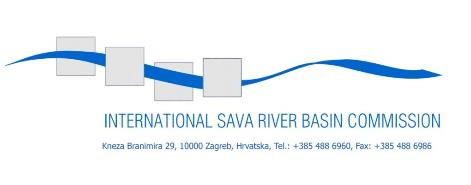 INTERNATIONAL SAVA RIVER BASIN COMMISSION
Kneza Branimira 29, 10000 Zagreb, Hrvatska, Tel.: +385 488 6960, Fax: +385 488 6986